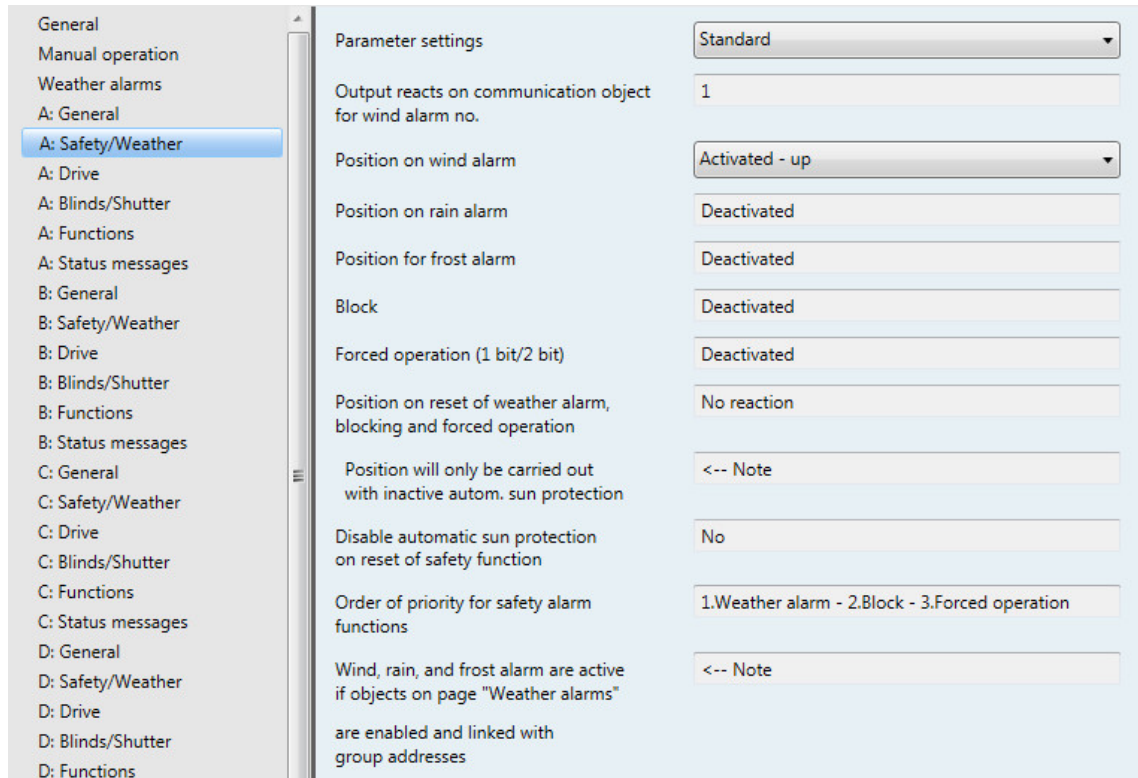 General
Manual operation
Weather alarms
A: General
A: Safety/Weather
A: Drive
A: Blinds/Shutter
A: Functions
A: Status messages
B: General
B: Safety/Weather
B: Drive
B: Blinds/Shutter
B: Functions
B: Status messages
C: General
C: Safety/Weather
C: Drive
C: Blinds/Shutter
C: Functions
C: Status messages
D: General
D: Safety/Weather
D: Drive
D: Blinds/Shutter
D: Functions
Parameter settings
Standard
Output reacts on communication object
for wind alarm no.
1
Position on wind alarm
Activated - up
Position on rain alarm
Deactivated
Position for frost alarm
Deactivated
Block
Deactivated
Forced operation (1 bit/2 bit)
Deactivated
Position on reset of weather alarm,
blocking and forced operation
No reaction
Position will only be carried out
with inactive autom. sun protection
<-- Note
Disable automatic sun protection
on reset of safety function
No
Order of priority for safety alarm
functions
1.Weather alarm - 2.Block - 3.Forced operation
Wind, rain, and frost alarm are active
if objects on page "Weather alarms"
<-- Note
are enabled and linked with
group addresses